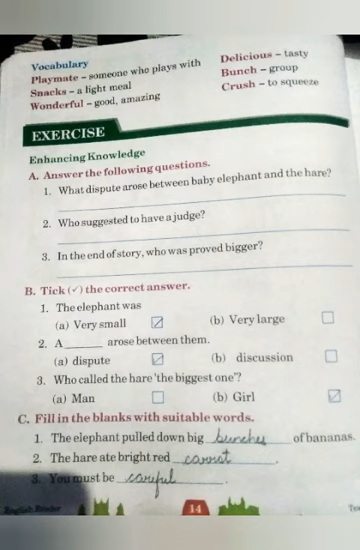 Vocabulary
Playmate – someone who plays with
Snacks – a light meal
Wonderful – good, amazing
Delicious – tasty
Bunch – group
Crush – to squeeze
EXERCISE
Enhancing Knowledge
A. Answer the following questions.
1. What dispute arose between baby elephant and the hare?
2. Who suggested to have a judge?
3. In the end of story, who was proved bigger?
B. Tick (✓) the correct answer.
1. The elephant was
(a) Very small ☑ (b) Very large ☐
2. A______ arose between them.
(a) dispute ☑ (b) discussion ☐
3. Who called the hare 'the biggest one'?
(a) Man ☐ (b) Girl ☑
C. Fill in the blanks with suitable words.
1. The elephant pulled down big bunches of bananas.
2. The hare ate bright red carrot.
3. You must be careful.
English Reader 14